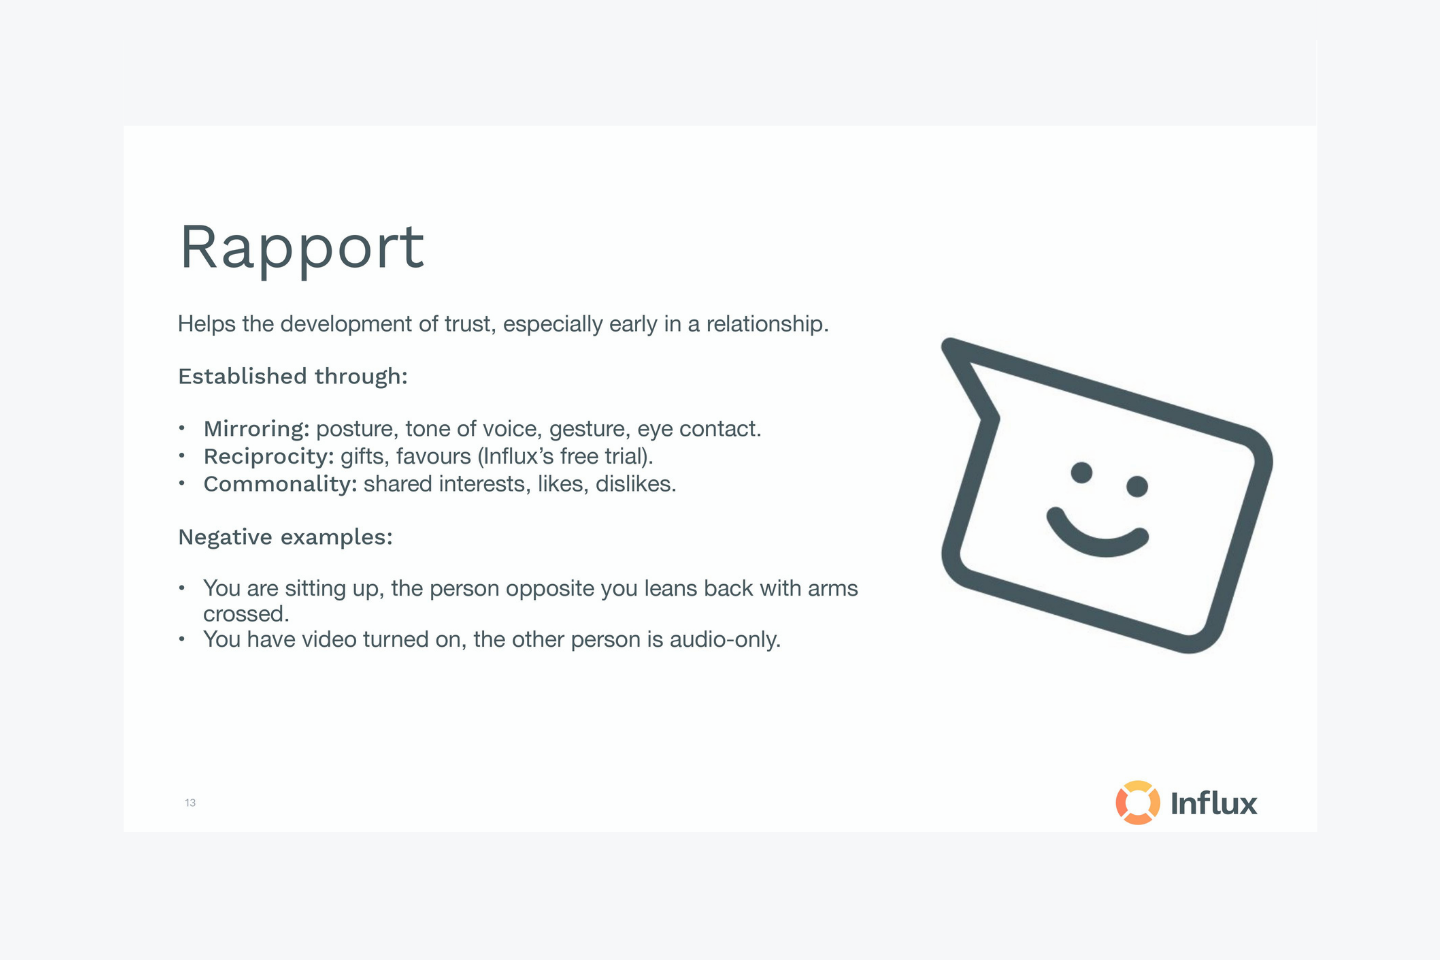 Rapport
Helps the development of trust, especially early in a relationship.
Established through:
• Mirroring: posture, tone of voice, gesture, eye contact.
• Reciprocity: gifts, favours (Influx’s free trial).
• Commonality: shared interests, likes, dislikes.
Negative examples:
• You are sitting up, the person opposite you leans back with arms
crossed.
• You have video turned on, the other person is audio-only.
13
Influx